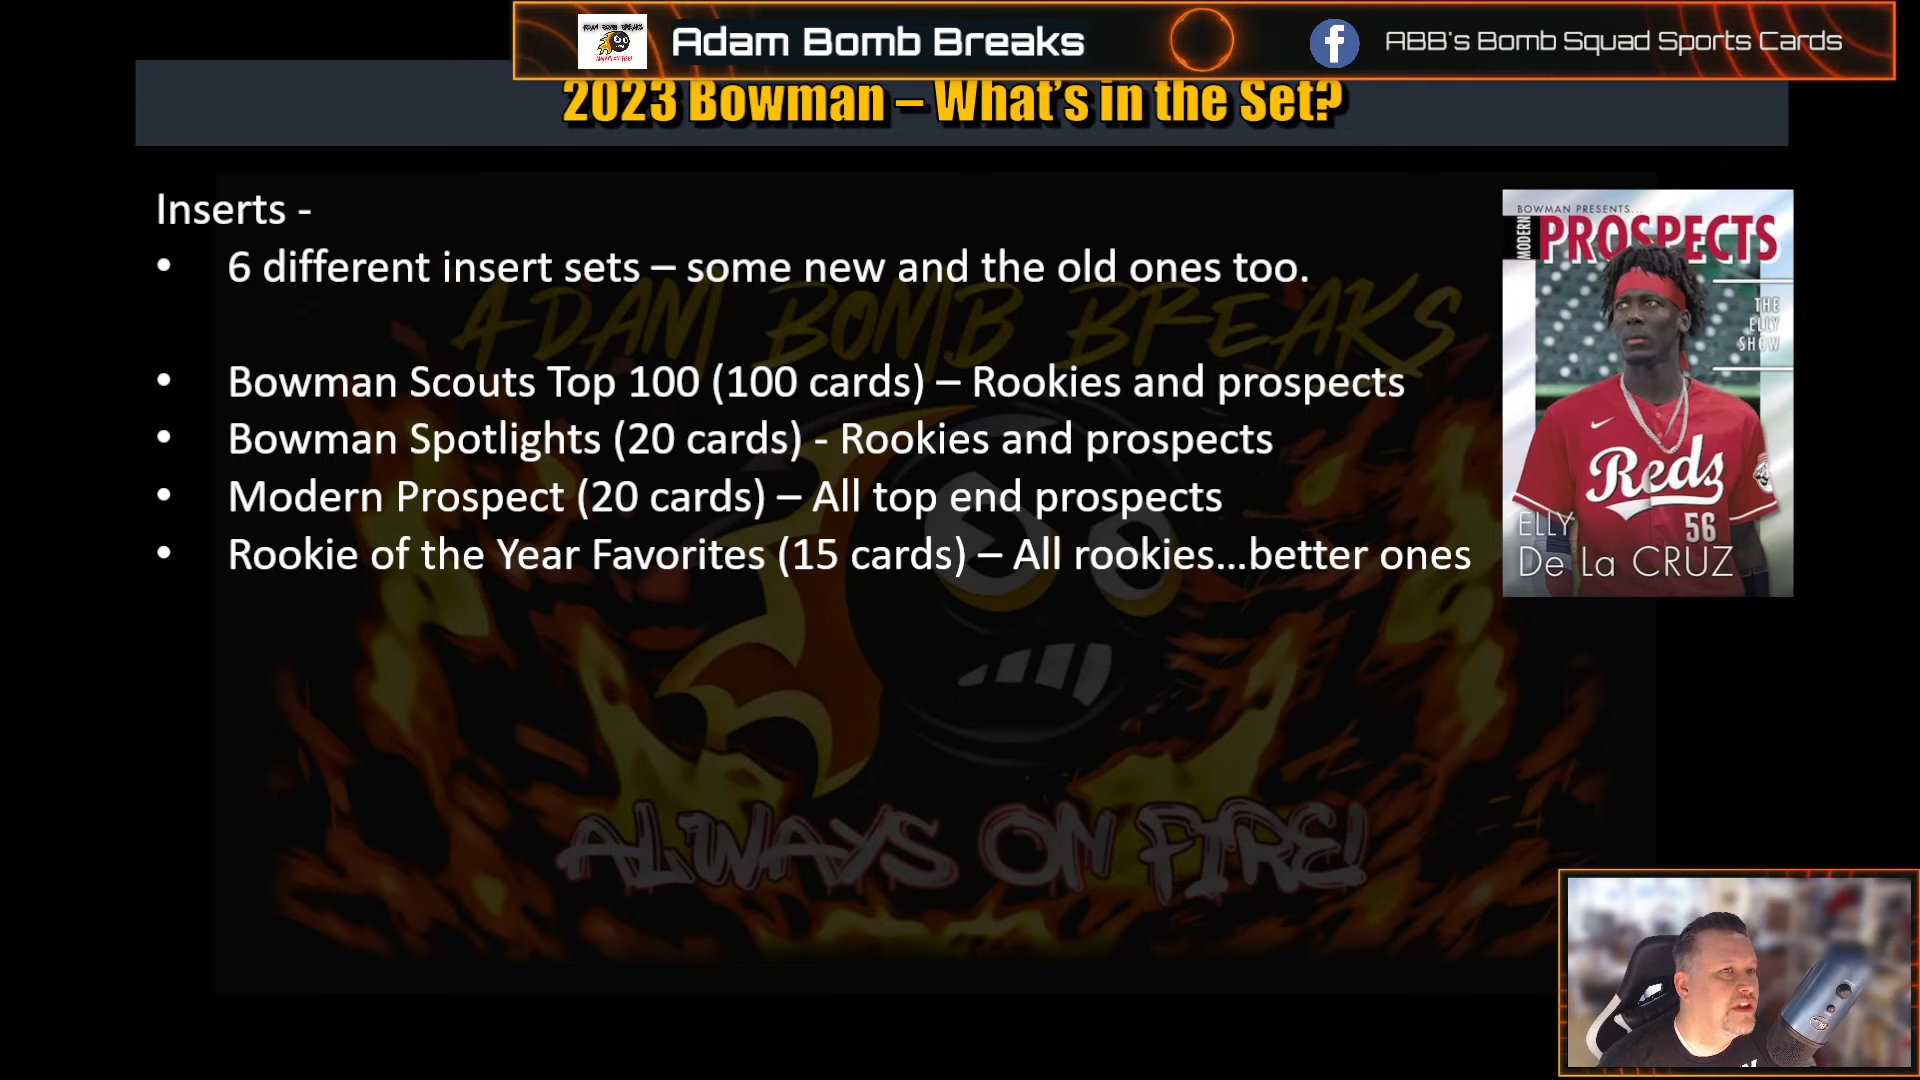 ADAM BOMB BREAKS
Adam Bomb Breaks
ABB's Bomb Squad Sports Cards
2023 Bowman – What's in the Set?
Inserts -
• 6 different insert sets – some new and the old ones too.
• Bowman Scouts Top 100 (100 cards) – Rookies and prospects
• Bowman Spotlights (20 cards) - Rookies and prospects
• Modern Prospect (20 cards) – All top end prospects
• Rookie of the Year Favorites (15 cards) – All rookies...better ones
BOWMAN PRESENTS...
MODERN
PROSPECTS
THE
ELLY
SHOW
Reds
56
ELLY
De La CRUZ
ADAM BOMB BREAKS
ALWAYS ON FIRE!